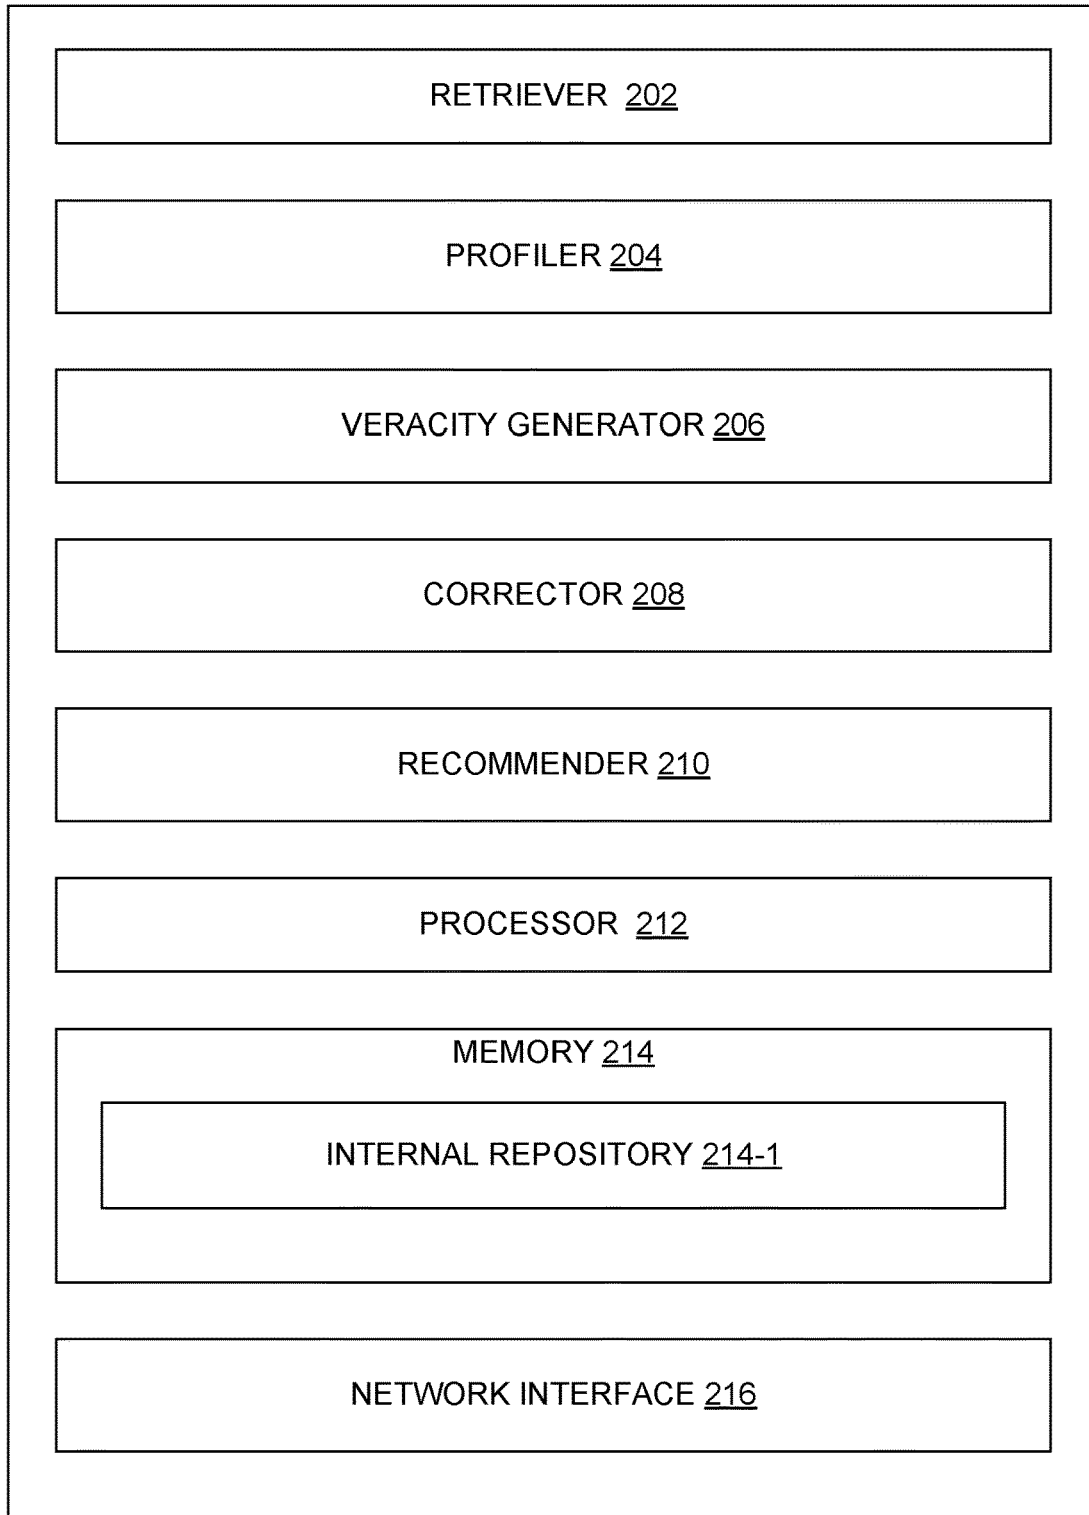 RETRIEVER 202
PROFILER 204
VERACITY GENERATOR 206
CORRECTOR 208
RECOMMENDER 210
PROCESSOR 212
MEMORY 214
INTERNAL REPOSITORY 214-1
NETWORK INTERFACE 216